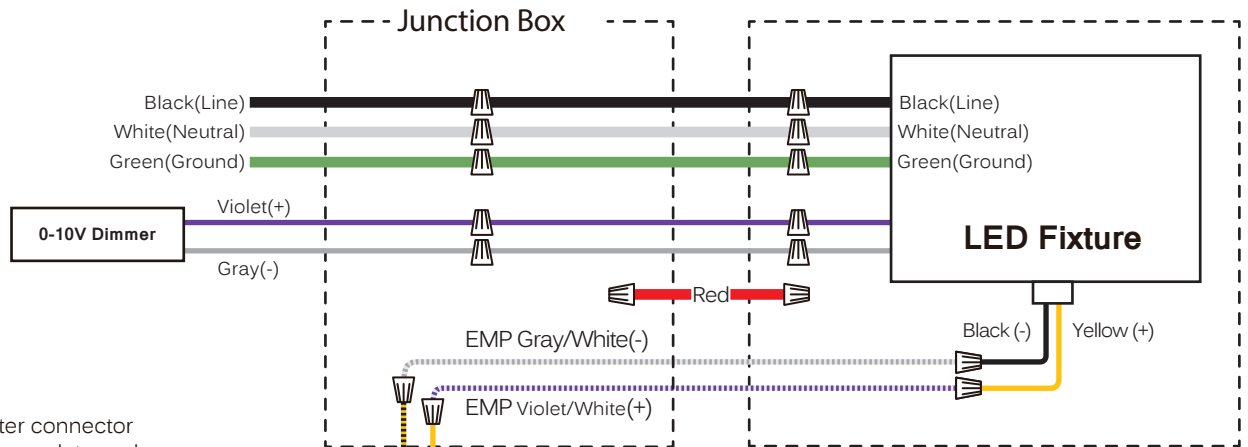 Junction Box
Black(Line)
Black(Line)
White(Neutral)
White(Neutral)
Green(Ground)
Green(Ground)
Violet(+)
0-10V Dimmer
LED Fixture
Gray(-)
Red
EMP Gray/White(-)
Black (-)
Yellow (+)
EMP Violet/White(+)
ter connector